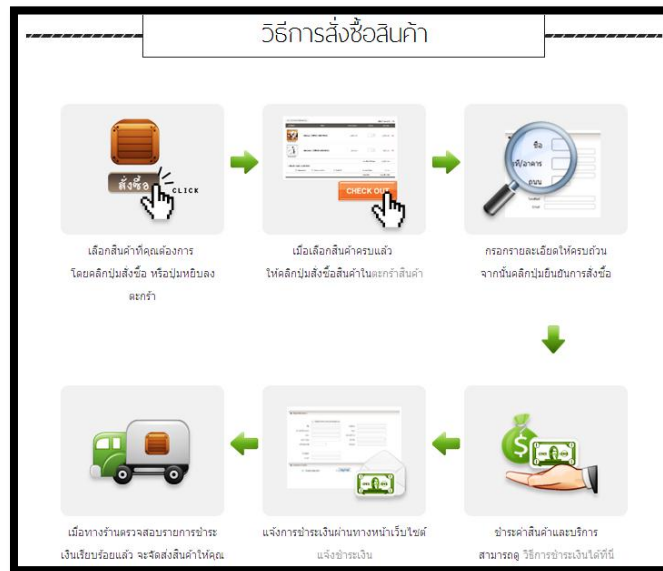 วิธีการสั่งซื้อสินค้า
สั่งซื้อ
CLICK
CHECK OUT
ชื่อ
ที่/อาคาร
ถนน
เลือกสินค้าที่คุณต้องการ
โดยคลิกปุ่มสั่งซื้อ หรือปุ่มหยิบลง
ตะกร้า
เมื่อเลือกสินค้าครบแล้ว
ให้คลิกปุ่มสั่งซื้อสินค้าในตะกร้าสินค้า
กรอกรายละเอียดให้ครบถ้วน
จากนั้นคลิกปุ่มยืนยันการสั่งซื้อ
เมื่อทางร้านตรวจสอบรายการชำระ
เงินเรียบร้อยแล้ว จะจัดส่งสินค้าให้คุณ
แจ้งการชำระเงินผ่านทางหน้าเว็บไซต์
แจ้งชำระเงิน
ชำระค่าสินค้าและบริการ
สามารถดู วิธีการชำระเงินได้ที่นี่